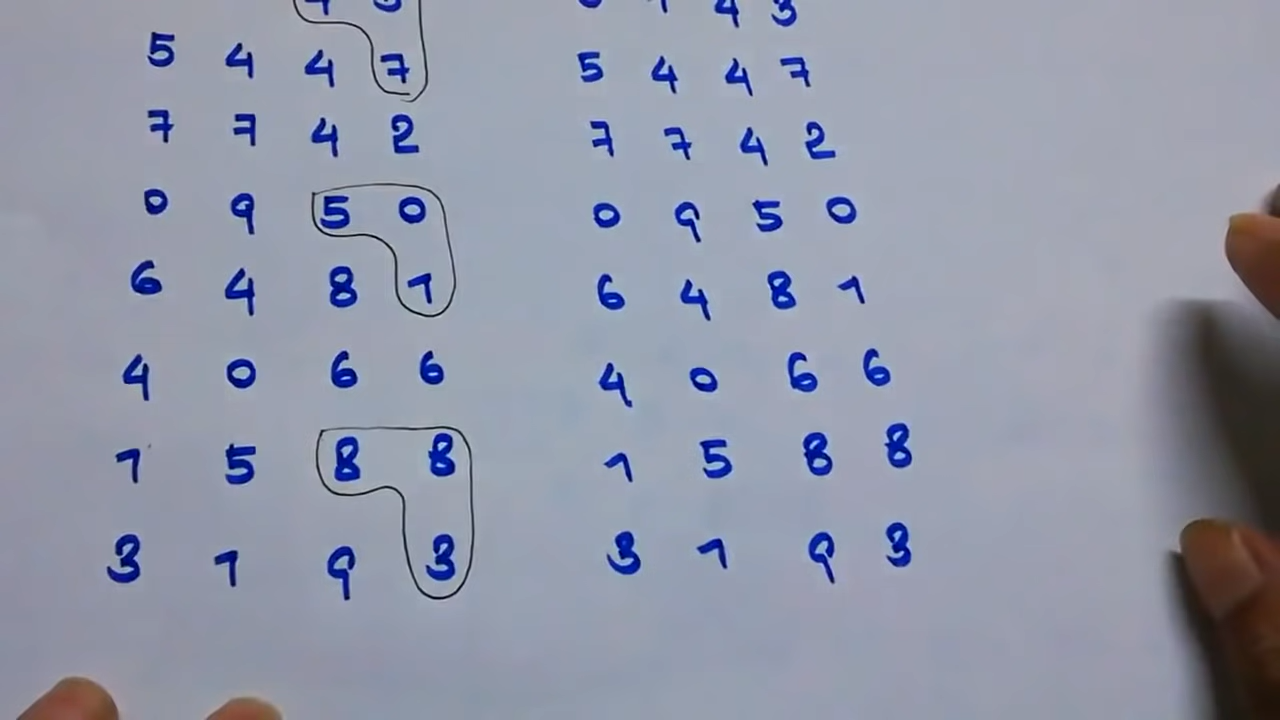 4 3
5 4 4 7 5 4 4 7
7 7 4 2 7 7 4 2
0 9 5 0 0 9 5 0
6 4 8 1 6 4 8 1
4 0 6 6 4 0 6 6
1 5 8 8 1 5 8 8
3 1 9 3 3 1 9 3